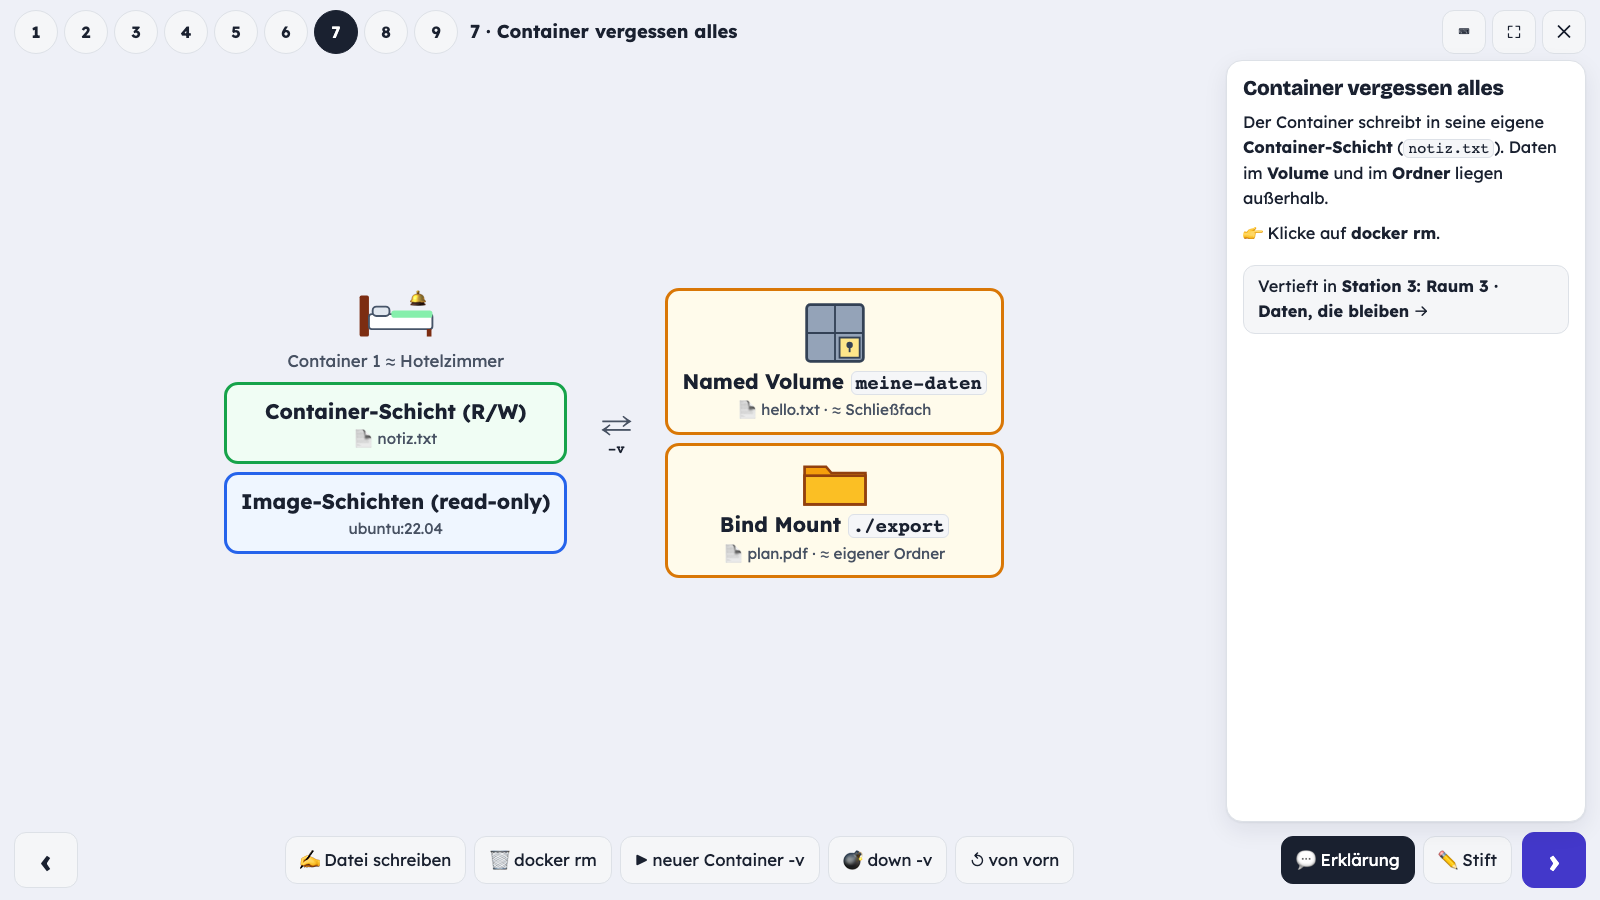 1 2 3 4 5 6 7 8 9 7 · Container vergessen alles
Container vergessen alles
Der Container schreibt in seine eigene
Container-Schicht (notiz.txt). Daten
im Volume und im Ordner liegen
außerhalb.
👉 Klicke auf docker rm.
Vertieft in Station 3: Raum 3 ·
Daten, die bleiben →
Container 1 ≈ Hotelzimmer
Container-Schicht (R/W)
notiz.txt
Image-Schichten (read-only)
ubuntu:22.04
⇄
-v
Named Volume meine-daten
hello.txt · ≈ Schließfach
Bind Mount ./export
plan.pdf · ≈ eigener Ordner
‹ ✍ Datei schreiben 🗑 docker rm ▶ neuer Container -v 💣 down -v ↺ von vorn 💬 Erklärung ✏ Stift ›